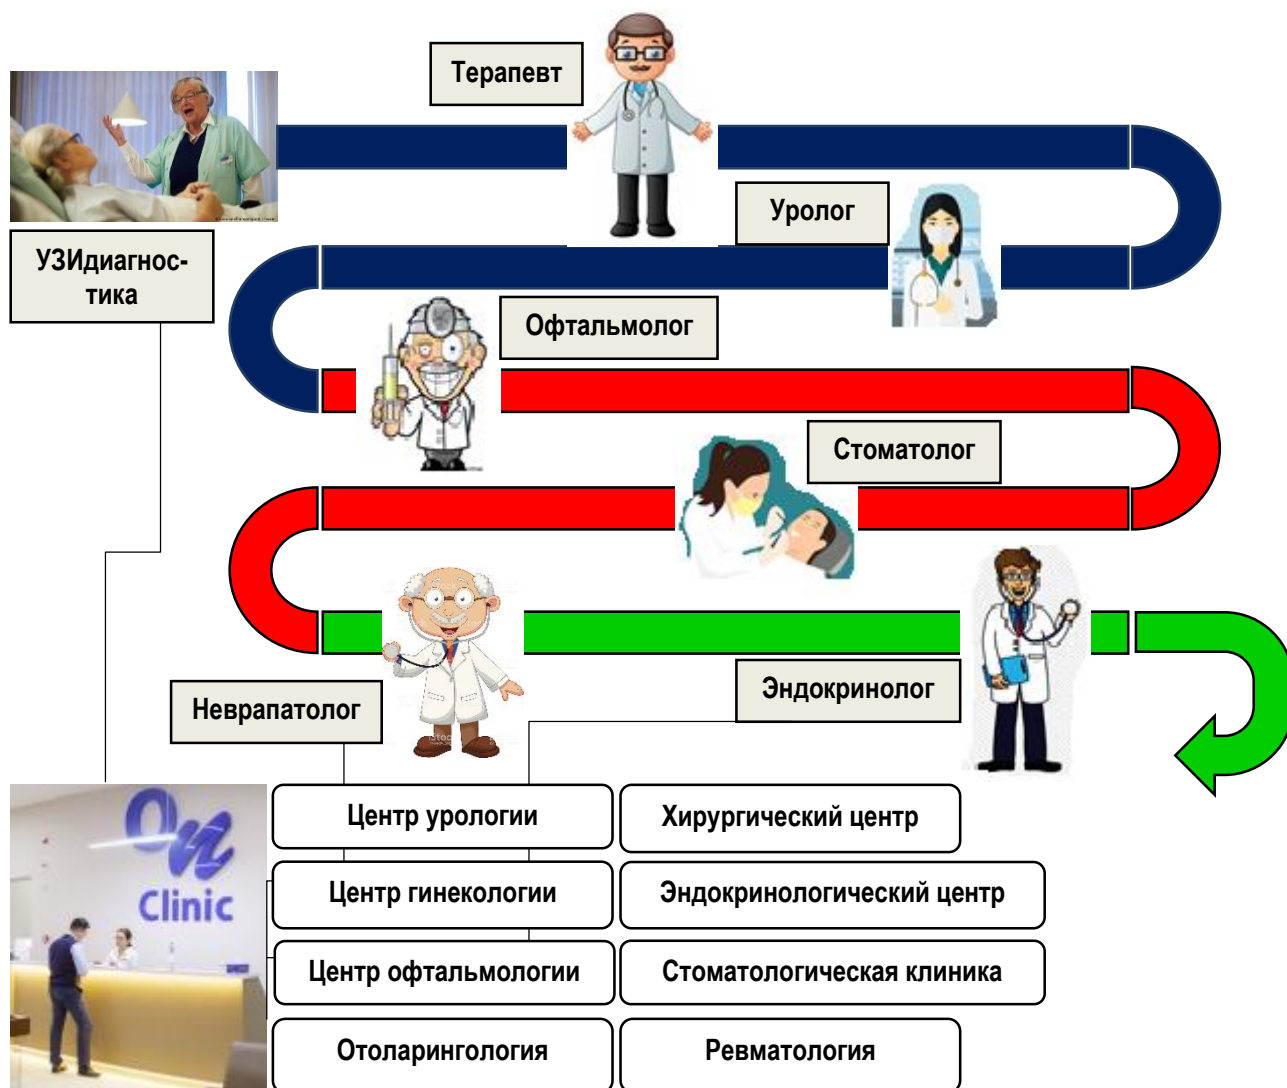 Терапевт
Уролог
УЗИдиагнос-
тика
Офтальмолог
Стоматолог
Эндокринолог
Неврапатолог
On
Clinic
Центр урологии
Хирургический центр
Центр гинекологии
Эндокринологический центр
Центр офтальмологии
Стоматологическая клиника
Отоларингология
Ревматология